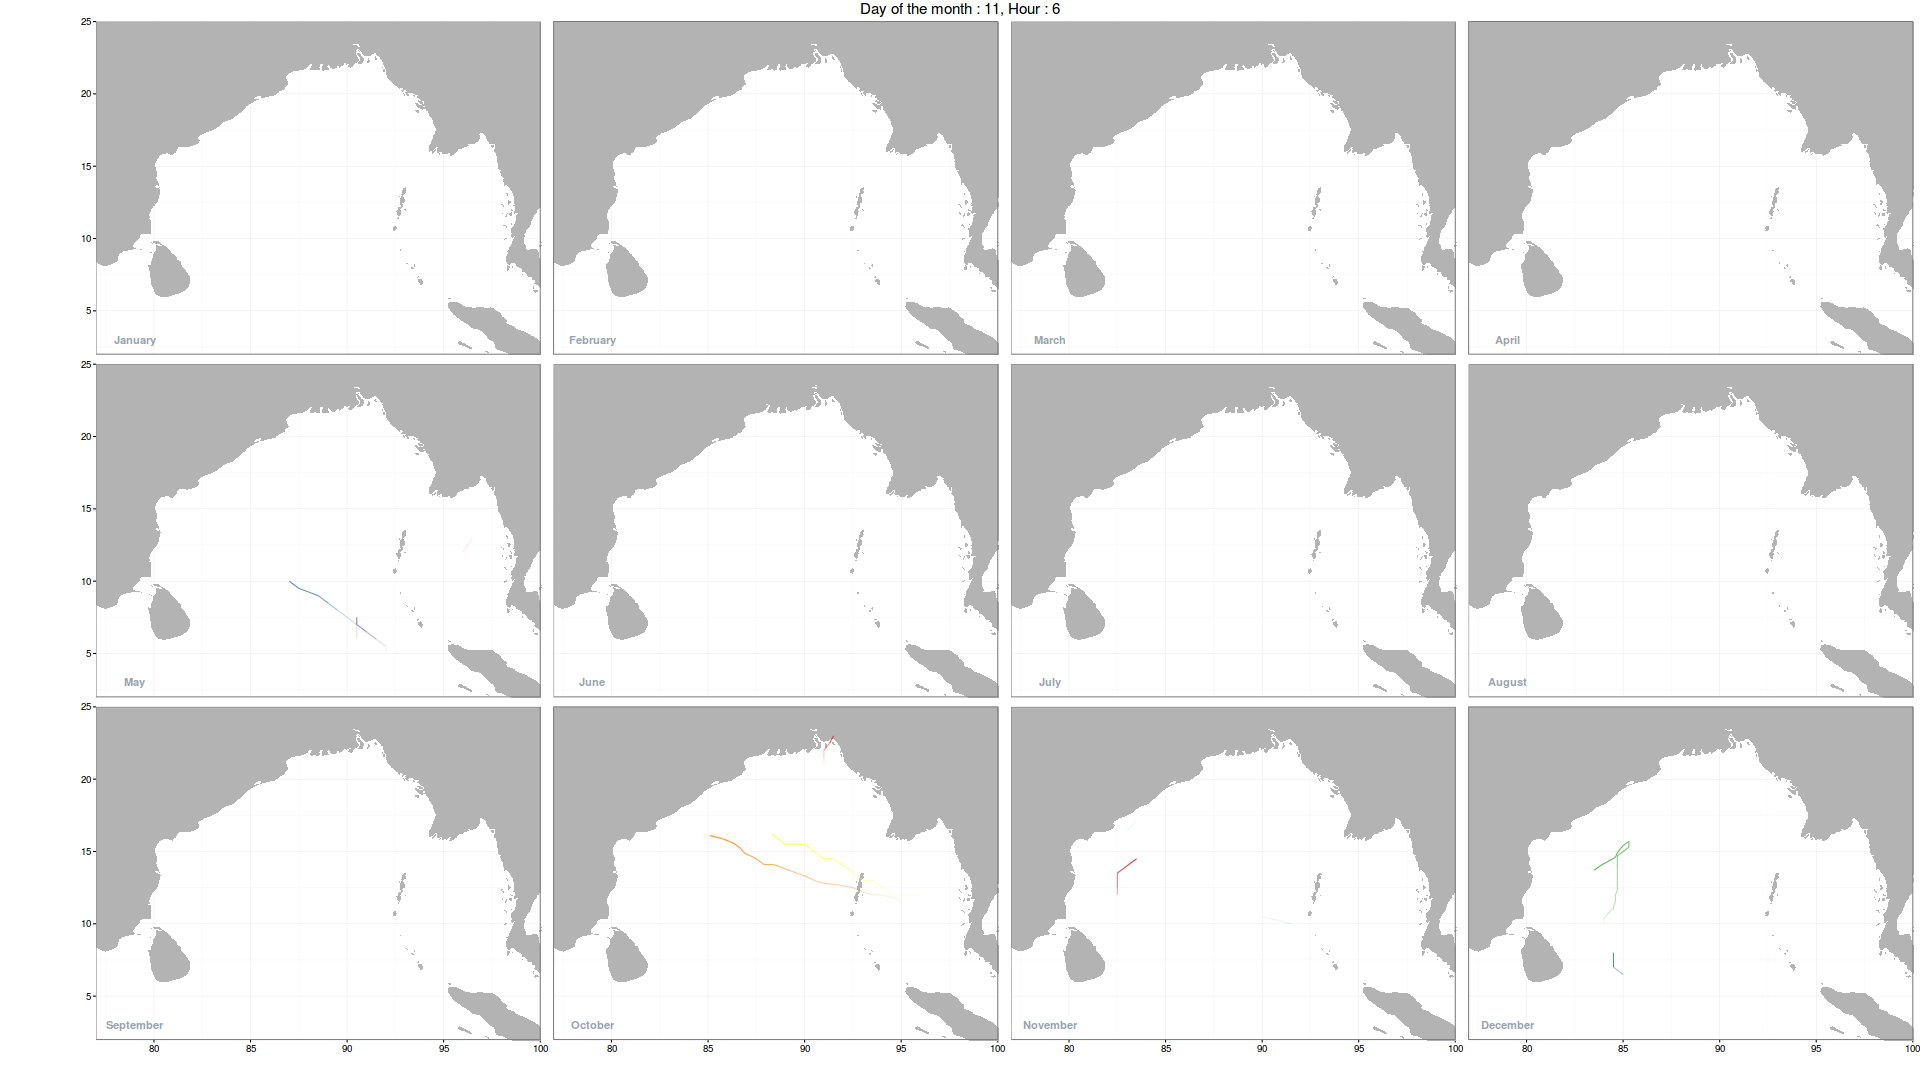 Day of the month : 11, Hour : 6
25
20
15
10
5
January
February
March
April
25
20
15
10
5
May
June
July
August
25
20
15
10
5
September
October
November
December
80 85 90 95 100 80 85 90 95 100 80 85 90 95 100 80 85 90 95 100